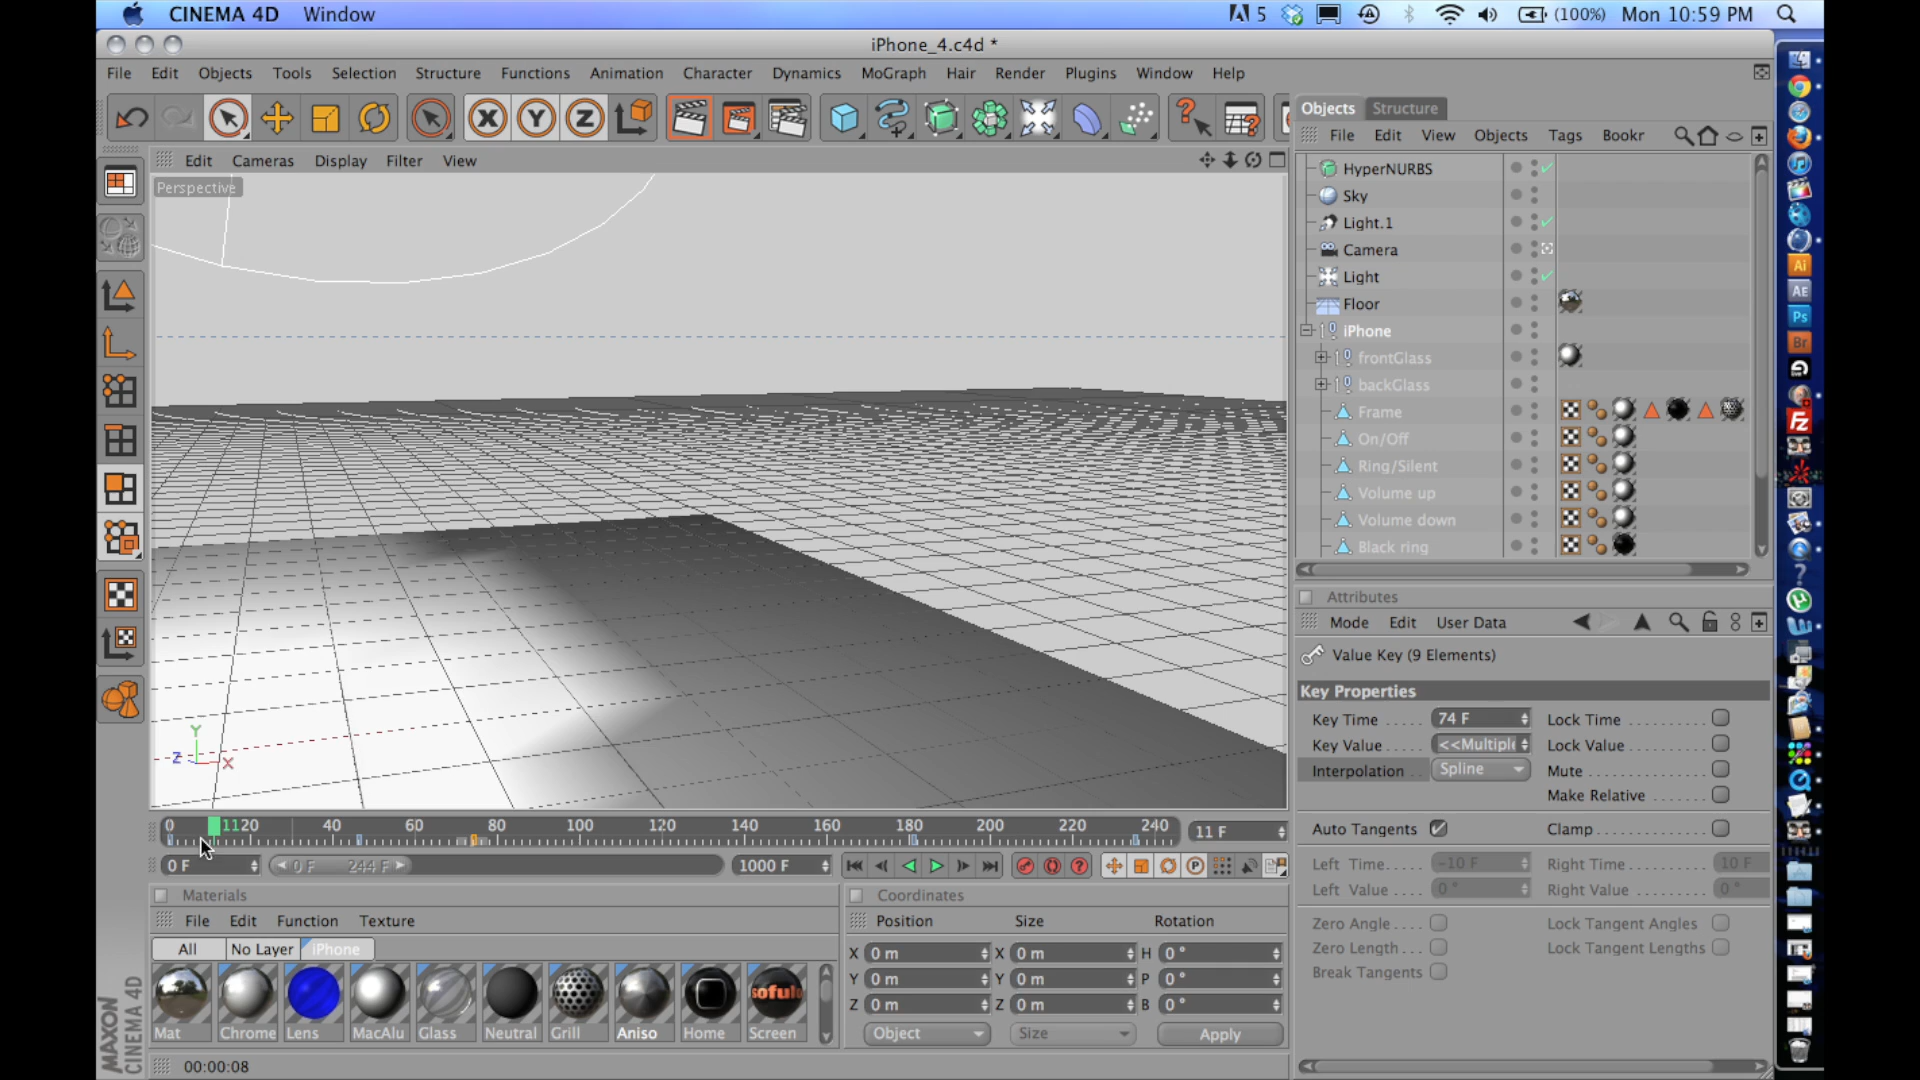 CINEMA 4D Window
5 (100%) Mon 10:59 PM
iPhone_4.c4d *
File Edit Objects Tools Selection Structure Functions Animation Character Dynamics MoGraph Hair Render Plugins Window Help
X Y Z
Objects Structure
File Edit View Objects Tags Bookr
Edit Cameras Display Filter View
Perspective
HyperNURBS
Sky
Light.1
Camera
Light
Floor
iPhone
frontGlass
backGlass
Frame
On/Off
Ring/Silent
Volume up
Volume down
Black ring
Ai
AE
Ps
Br
Fz
Attributes
Mode Edit User Data
Value Key (9 Elements)
Key Properties
Key Time 74 F Lock Time
Key Value <<Multipl Lock Value
Interpolation Spline Mute
Make Relative
Auto Tangents Clamp
Left Time -10 F Right Time 10 F
Left Value 0 ° Right Value 0 °
Zero Angle Lock Tangent Angles
Zero Length Lock Tangent Lengths
Break Tangents
Y
Z
X
0 11 20 40 60 80 100 120 140 160 180 200 220 240 11 F
0 F 0 F 244 F 1000 F
Materials
File Edit Function Texture
All No Layer iPhone
sofulo
Mat Chrome Lens MacAlu Glass Neutral Grill Aniso Home Screen
Coordinates
Position Size Rotation
X 0 m X 0 m H 0 °
Y 0 m Y 0 m P 0 °
Z 0 m Z 0 m B 0 °
Object Size Apply
MAXON
CINEMA 4D
00:00:08